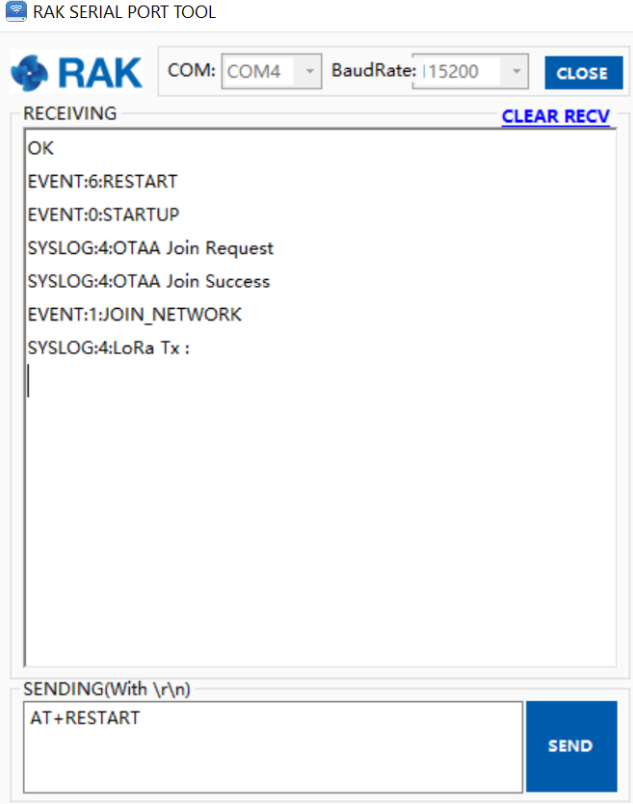 RAK SERIAL PORT TOOL
RAK COM: COM4 BaudRate: 115200 CLOSE
RECEIVING CLEAR RECV
OK
EVENT:6:RESTART
EVENT:0:STARTUP
SYSLOG:4:OTAA Join Request
SYSLOG:4:OTAA Join Success
EVENT:1:JOIN_NETWORK
SYSLOG:4:LoRa Tx :
SENDING(With \r\n)
AT+RESTART
SEND